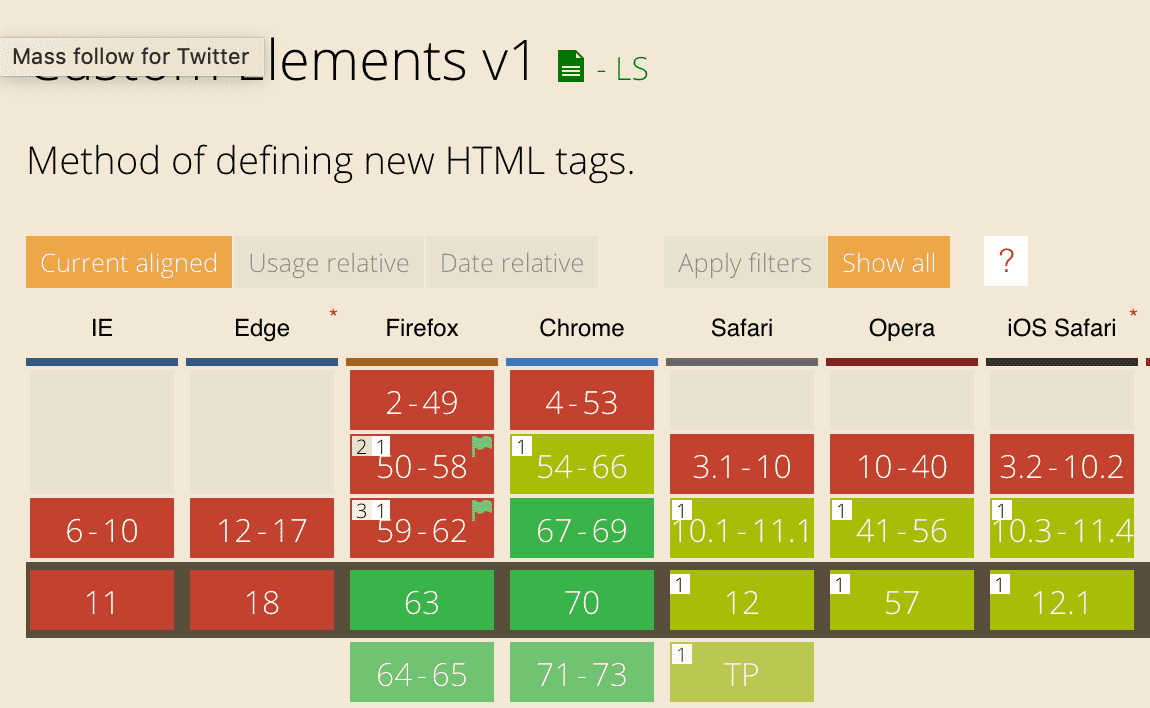 Mass follow for Twitter
Elements v1 - LS
Method of defining new HTML tags.
Current aligned Usage relative Date relative Apply filters Show all ?
IE Edge * Firefox Chrome Safari Opera iOS Safari *
2-49 4-53
2 1 50-58 1 54-66 3.1-10 10-40 3.2-10.2
6-10 12-17 3 1 59-62 67-69 1 10.1-11.1 1 41-56 1 10.3-11.4
11 18 63 70 1 12 1 57 1 12.1
64-65 71-73 1 TP